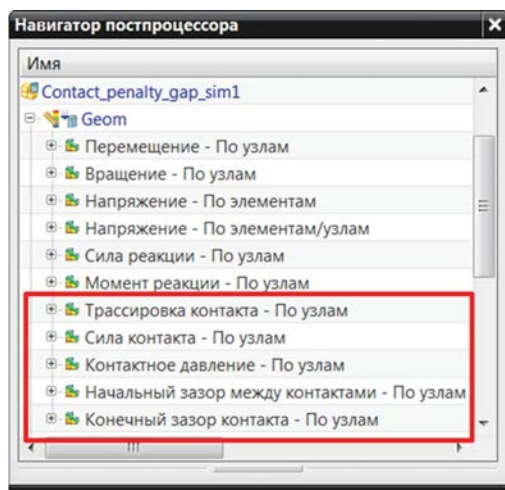 Навигатор постпроцессора
Имя
Contact_penalty_gap_sim1
Geom
Перемещение - По узлам
Вращение - По узлам
Напряжение - По элементам
Напряжение - По элементам/узлам
Сила реакции - По узлам
Момент реакции - По узлам
Трассировка контакта - По узлам
Сила контакта - По узлам
Контактное давление - По узлам
Начальный зазор между контактами - По узлам
Конечный зазор контакта - По узлам